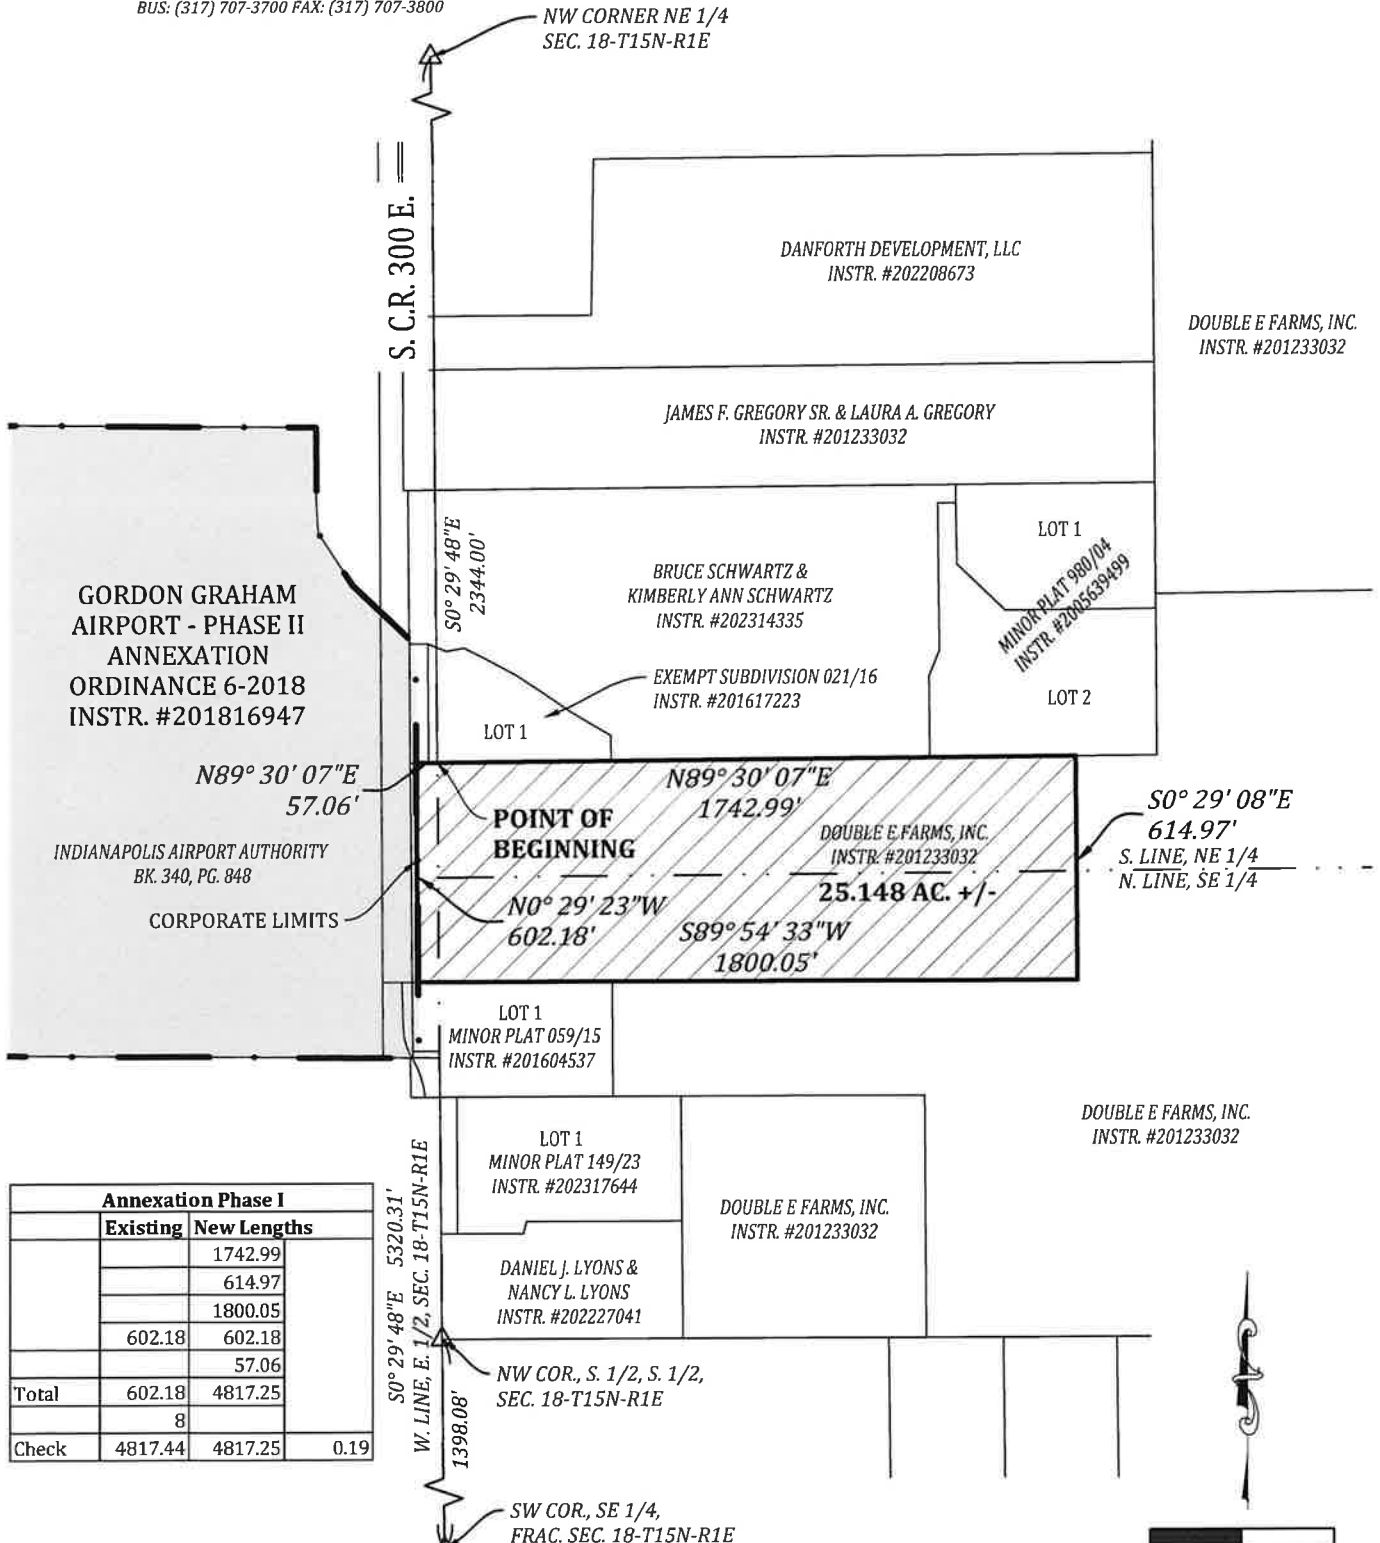 BUS: (317) 707-3700 FAX: (317) 707-3800
NW CORNER NE 1/4
SEC. 18-T15N-R1E
S. C.R. 300 E.
DANFORTH DEVELOPMENT, LLC
INSTR. #202208673
DOUBLE E FARMS, INC.
INSTR. #201233032
JAMES F. GREGORY SR. & LAURA A. GREGORY
INSTR. #201233032
GORDON GRAHAM
AIRPORT - PHASE II
ANNEXATION
ORDINANCE 6-2018
INSTR. #201816947
S0° 29' 48"E
2344.00'
BRUCE SCHWARTZ &
KIMBERLY ANN SCHWARTZ
INSTR. #202314335
LOT 1
MINOR PLAT 980/04
INSTR. #2005639499
LOT 2
EXEMPT SUBDIVISION 021/16
INSTR. #201617223
LOT 1
N89° 30' 07"E
57.06'
POINT OF
BEGINNING
N89° 30' 07"E
1742.99'
DOUBLE E FARMS, INC.
INSTR. #201233032
25.148 AC. +/-
S0° 29' 08"E
614.97'
S. LINE, NE 1/4
N. LINE, SE 1/4
INDIANAPOLIS AIRPORT AUTHORITY
BK. 340, PG. 848
CORPORATE LIMITS
N0° 29' 23"W
602.18'
S89° 54' 33"W
1800.05'
LOT 1
MINOR PLAT 059/15
INSTR. #201604537
DOUBLE E FARMS, INC.
INSTR. #201233032
LOT 1
MINOR PLAT 149/23
INSTR. #202317644
DOUBLE E FARMS, INC.
INSTR. #201233032
DANIEL J. LYONS &
NANCY L. LYONS
INSTR. #202227041
S0° 29' 48"E 5320.31'
W. LINE, E. 1/2, SEC. 18-T15N-R1E
1398.08'
NW COR., S. 1/2, S. 1/2,
SEC. 18-T15N-R1E
SW COR., SE 1/4,
FRAC. SEC. 18-T15N-R1E
Annexation Phase I
Existing New Lengths
1742.99
614.97
1800.05
602.18 602.18
57.06
Total 602.18 4817.25
8
Check 4817.44 4817.25 0.19